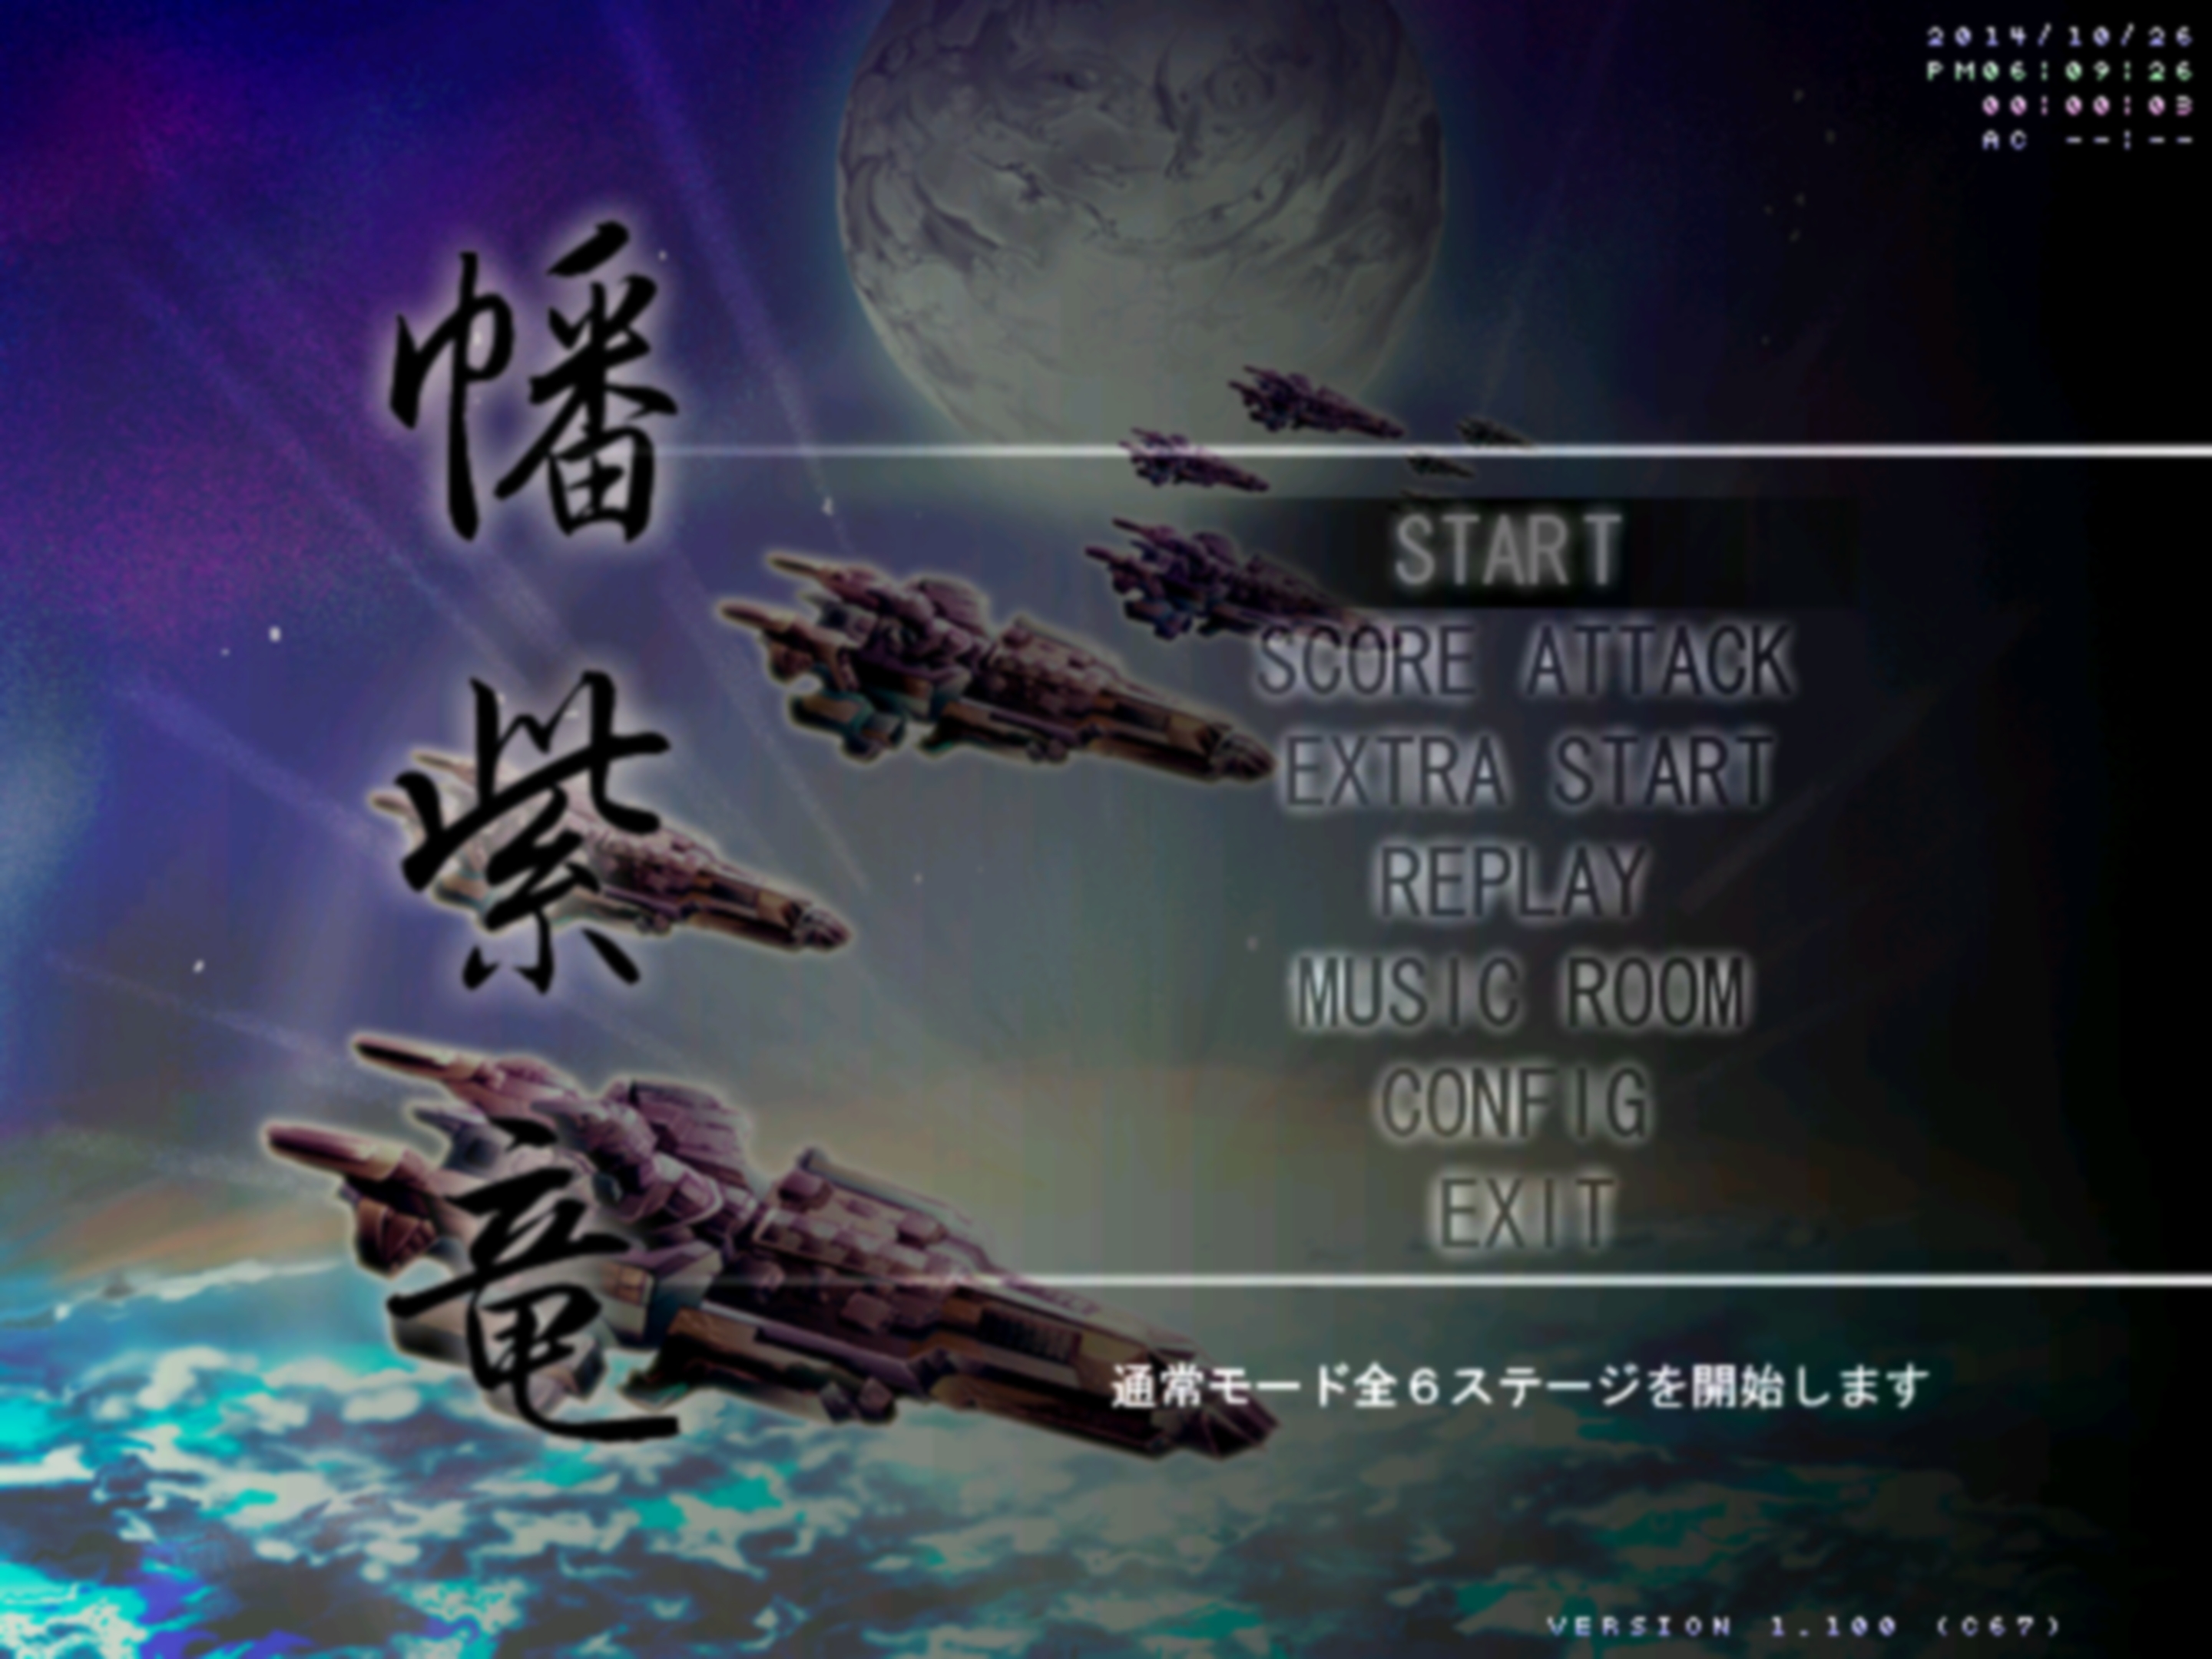 2014/10/26
PM06:09:26
00:00:03
AC --:--
幡紫竜
START
SCORE ATTACK
EXTRA START
REPLAY
MUSIC ROOM
CONFIG
EXIT
通常モード全６ステージを開始します
VERSION 1.100 (C67)